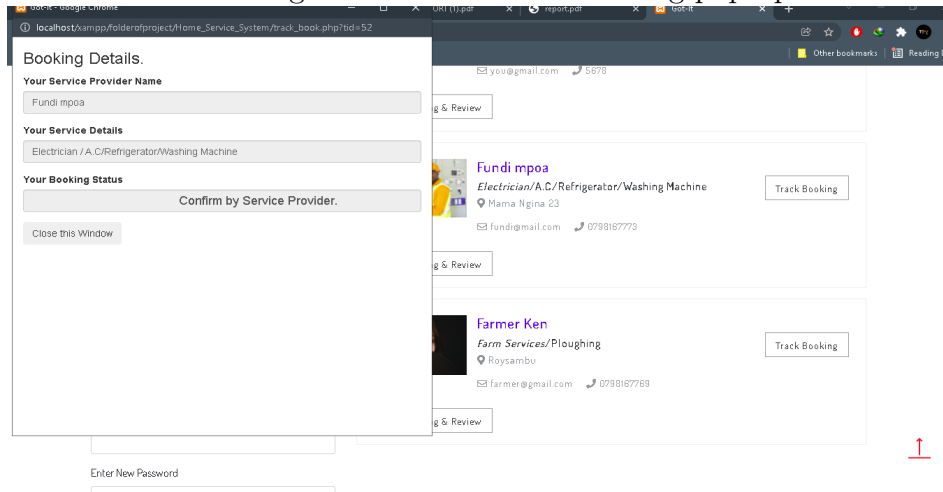 Got-It - Google Chrome
localhost/xampp/folderofproject/Home_Service_System/track_book.php?tid=52
Booking Details.
Your Service Provider Name
Fundi mpoa
Your Service Details
Electrician / A.C/Refrigerator/Washing Machine
Your Booking Status
Confirm by Service Provider.
Close this Window
(1).pdf
report.pdf
Got-It
Other bookmarks
Reading
you@gmail.com 5678
g & Review
Fundi mpoa
Electrician/A.C/Refrigerator/Washing Machine
Mama Ngina 23
fundi@mail.com 0798167773
Track Booking
g & Review
Farmer Ken
Farm Services/Ploughing
Roysambu
farmer@gmail.com 0798167769
Track Booking
g & Review
Enter New Password